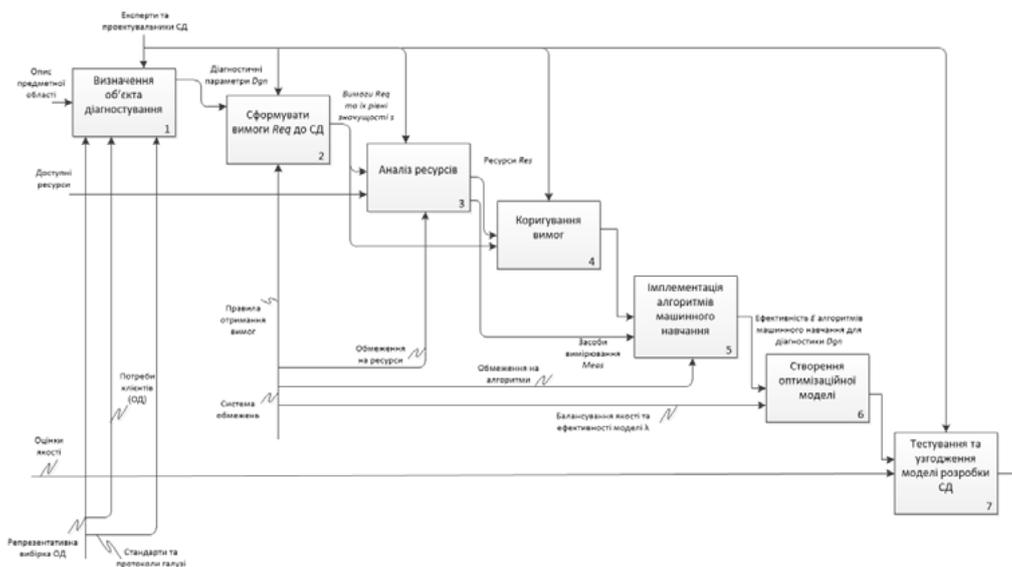 Експерти та
проектувальники СД
Опис
предметної
області
Визначення
об'єкта
діагностування
1
Діагностичні
параметри Dgn
Сформувати
вимоги Req до СД
2
Вимоги Req
та їх рівні
значущості s
Доступні
ресурси
Аналіз ресурсів
3
Ресурси Res
Коригування
вимог
4
Правила
отримання
вимог
Обмеження
на ресурси
Імплементація
алгоритмів
машинного
навчання
5
Засоби
вимірювання
Meas
Ефективність E алгоритмів
машинного навчання для
діагностики Dgn
Потреби
клієнтів
(ОД)
Обмеження на
алгоритми
Створення
оптимізаційної
моделі
6
Система
обмежень
Балансування якості та
ефективності моделі λ
Оцінки
якості
Тестування та
узгодження
моделі розробки
СД
7
Репрезентативна
вибірка ОД
Стандарти та
протоколи галузі